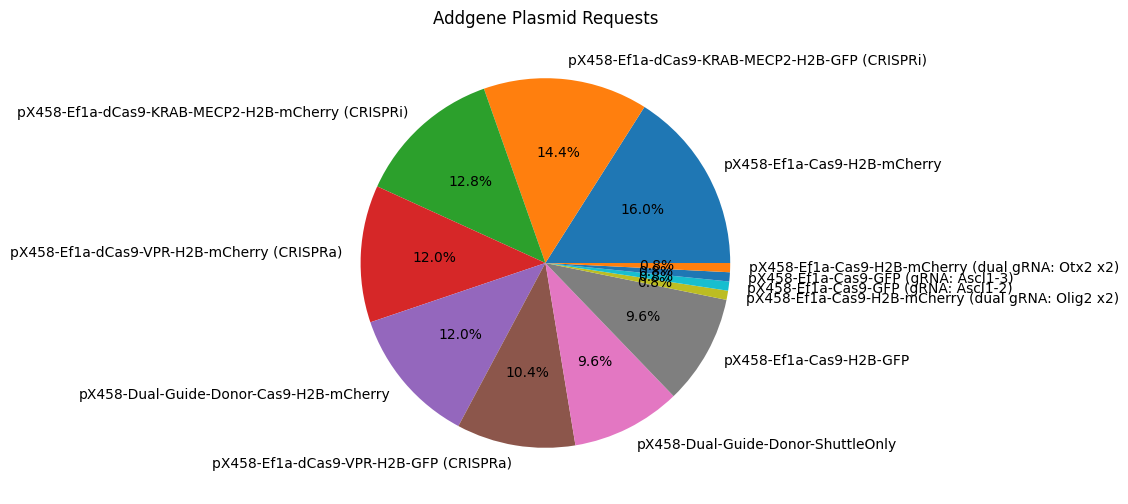 Addgene Plasmid Requests
pX458-Ef1a-dCas9-KRAB-MECP2-H2B-GFP (CRISPRi)
pX458-Ef1a-dCas9-KRAB-MECP2-H2B-mCherry (CRISPRi)
14.4%
pX458-Ef1a-Cas9-H2B-mCherry
12.8%
16.0%
pX458-Ef1a-dCas9-VPR-H2B-mCherry (CRISPRa)
12.0%
0.8%
pX458-Ef1a-Cas9-H2B-mCherry (dual gRNA: Otx2 x2)
0.8%
pX458-Ef1a-Cas9-GFP (gRNA: Ascl1-3)
0.8%
pX458-Ef1a-Cas9-GFP (gRNA: Ascl1-2)
0.8%
pX458-Ef1a-Cas9-H2B-mCherry (dual gRNA: Olig2 x2)
9.6%
12.0%
pX458-Ef1a-Cas9-H2B-GFP
9.6%
10.4%
pX458-Dual-Guide-Donor-Cas9-H2B-mCherry
pX458-Dual-Guide-Donor-ShuttleOnly
pX458-Ef1a-dCas9-VPR-H2B-GFP (CRISPRa)